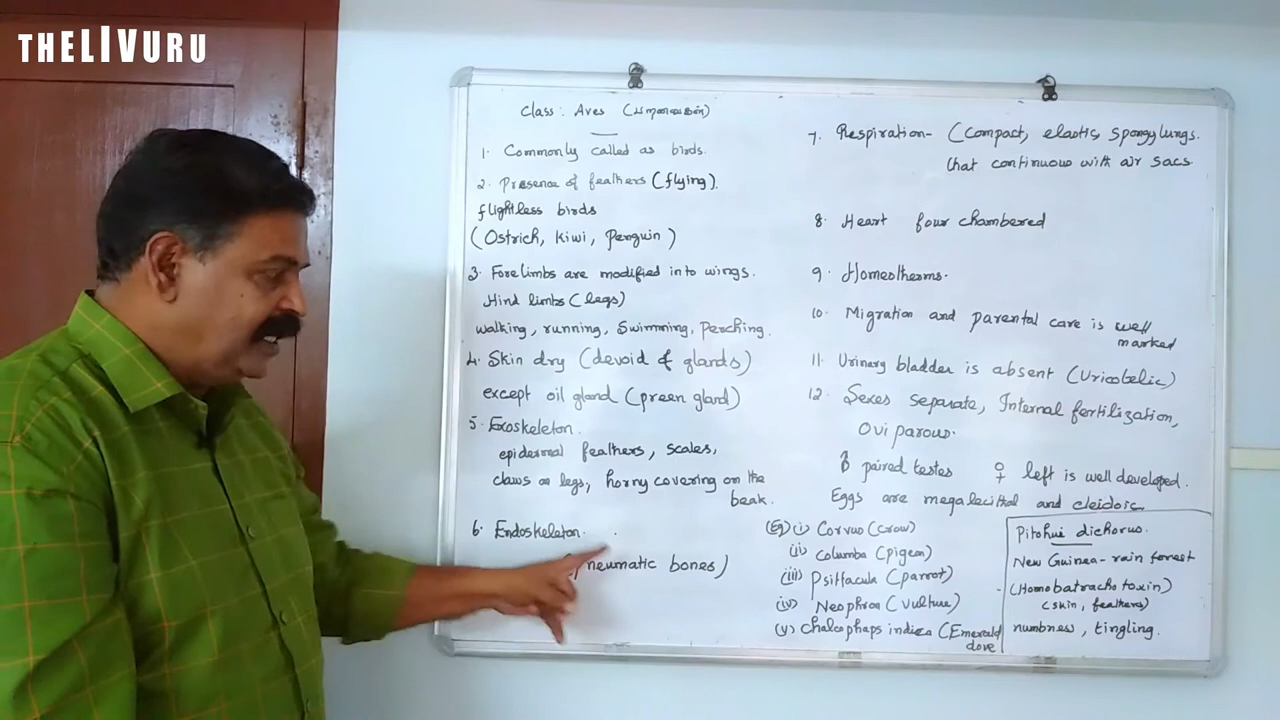 THELIVURU
Class: Aves (பறவைகள்)
1. Commonly called as birds.
2. Presence of feathers (flying).
flightless birds
(Ostrich, Kiwi, Penguin)
3. Forelimbs are modified into wings.
Hind limbs (legs)
walking, running, Swimming, Perching.
4. Skin dry (devoid of glands)
except oil gland (preen gland)
5. Exoskeleton.
epidermal feathers, scales,
claws on legs, horny covering on the
beak.
6. Endoskeleton.
pneumatic bones)
7. Respiration- (Compact, elastic, Spongy lungs.
that continuous with air sacs
8. Heart four chambered
9. Homeotherms.
10. Migration and parental care is well
marked
11. Urinary bladder is absent (Uricotelic)
12. Sexes separate, Internal fertilization,
Oviparous.
paired testes ♀ left is well developed.
Eggs are megalecithal and cleidoic.
(Eg) (i) Corvus (Crow)
(ii) Columba (pigeon)
(iii) Psittacula (Parrot)
(iv) Neophron (Vulture)
(v) Chalcophaps indica (Emerald
dove
Pitohui dichorus.
New Guinea- rain forest
(Homobatrachotoxin)
(skin, feathers)
numbness, tingling.